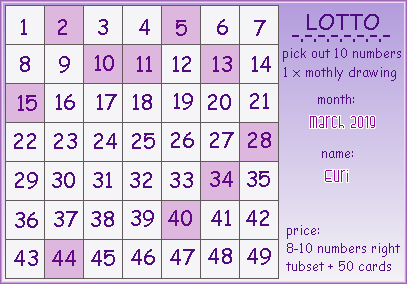 1 2 3 4 5 6 7
8 9 10 11 12 13 14
15 16 17 18 19 20 21
22 23 24 25 26 27 28
29 30 31 32 33 34 35
36 37 38 39 40 41 42
43 44 45 46 47 48 49
LOTTO
pick out 10 numbers
1 x mothly drawing
month:
March 2019
name:
Euri
price:
8-10 numbers right
tubset + 50 cards